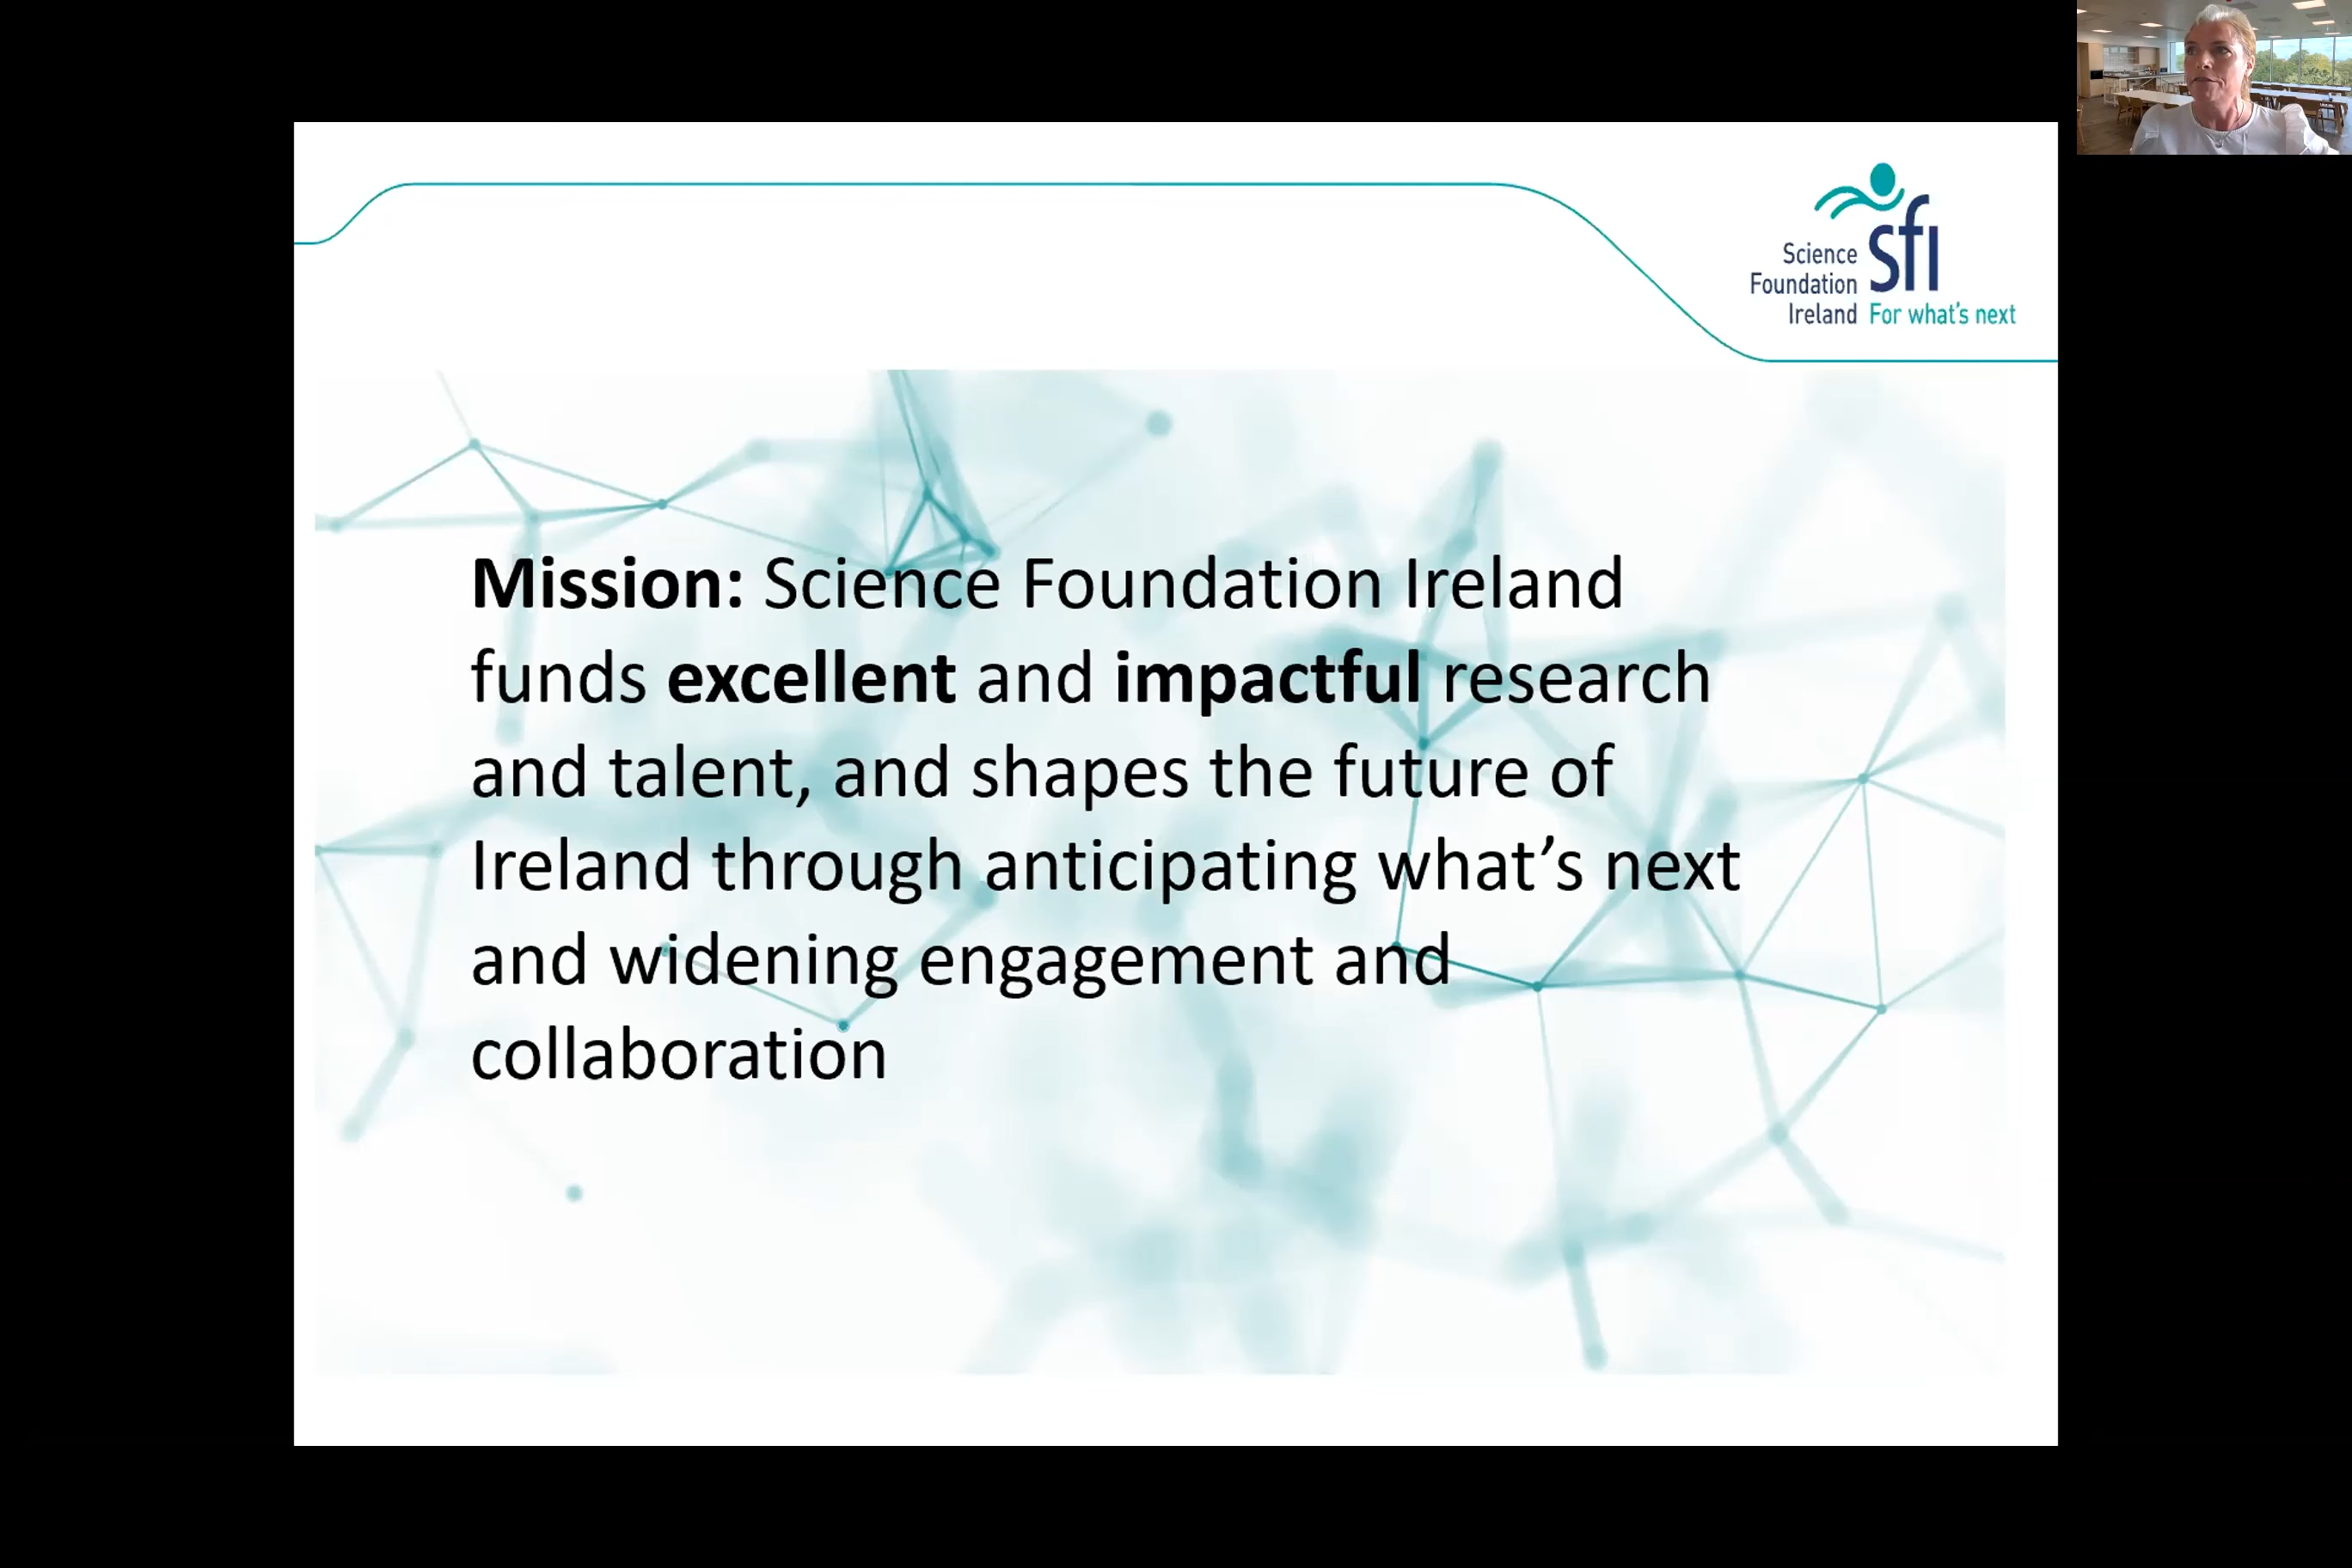 Science
Foundation
Ireland
sfi
For what's next
Mission: Science Foundation Ireland
funds excellent and impactful research
and talent, and shapes the future of
Ireland through anticipating what’s next
and widening engagement and
collaboration